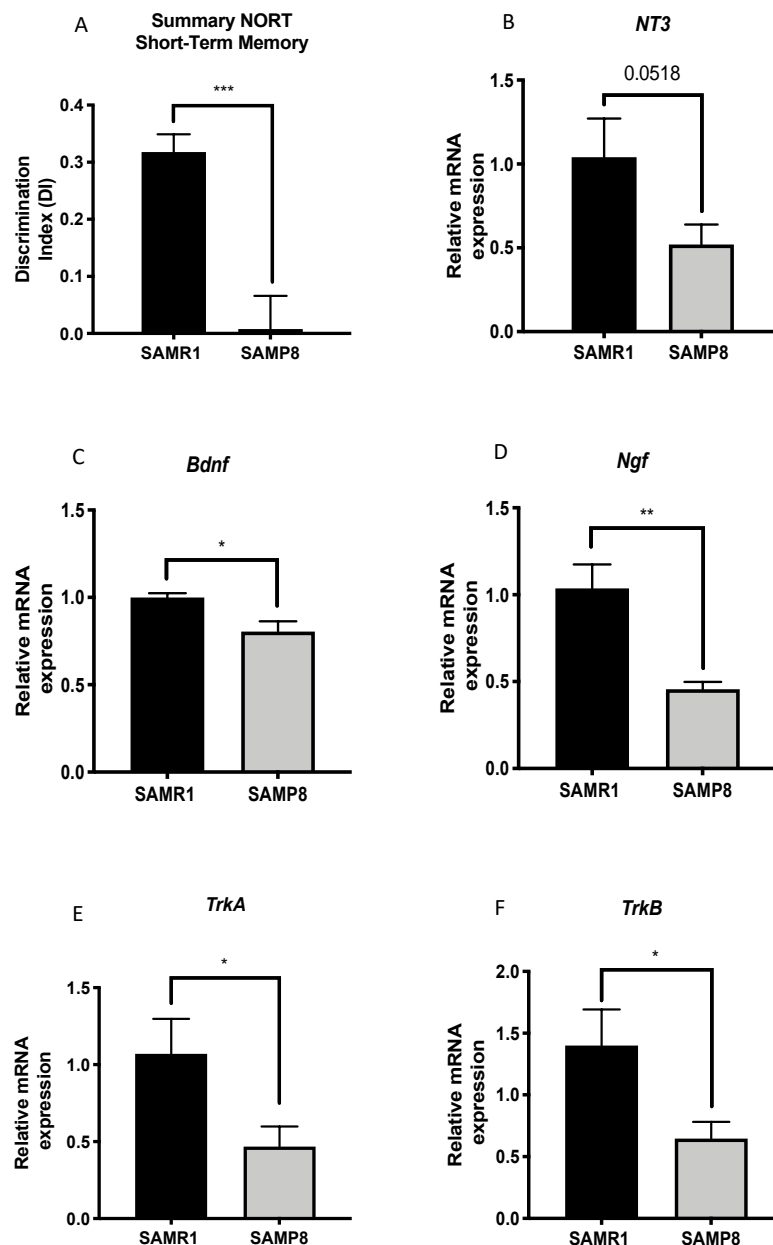 A
Summary NORT
Short-Term Memory
***
0.4
0.3
0.2
0.1
0.0
Discrimination
Index (DI)
SAMR1 SAMP8
B
NT3
0.0518
1.5
1.0
0.5
0.0
Relative mRNA
expression
SAMR1 SAMP8
C
Bdnf
*
1.5
1.0
0.5
0.0
Relative mRNA
expression
SAMR1 SAMP8
D
Ngf
**
1.5
1.0
0.5
0.0
Relative mRNA
expression
SAMR1 SAMP8
E
TrkA
*
1.5
1.0
0.5
0.0
Relative mRNA
expression
SAMR1 SAMP8
F
TrkB
*
2.0
1.5
1.0
0.5
0.0
Relative mRNA
expression
SAMR1 SAMP8